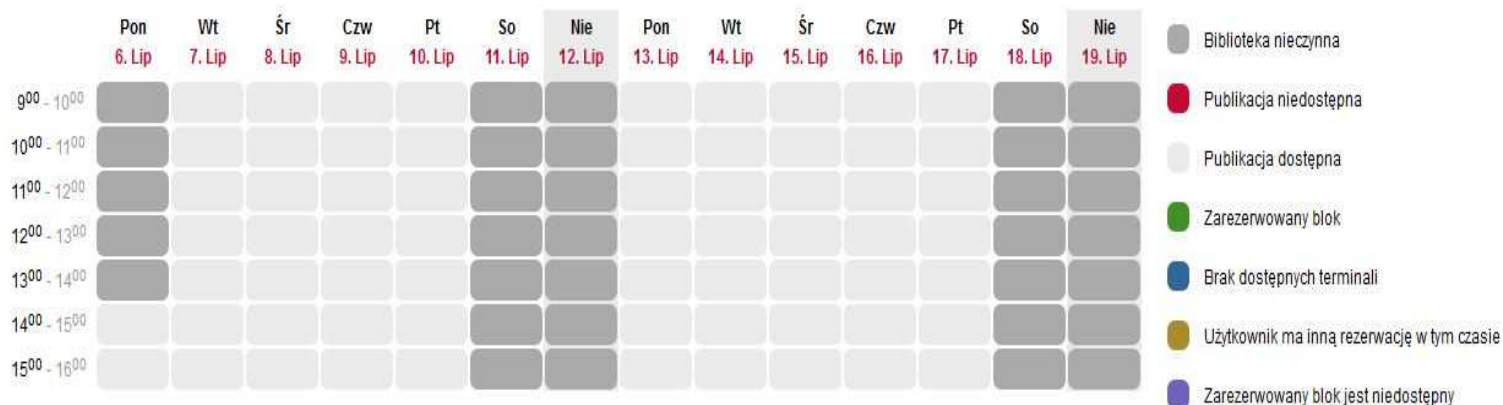 Pon Wt Śr Czw Pt So Nie Pon Wt Śr Czw Pt So Nie
6. Lip 7. Lip 8. Lip 9. Lip 10. Lip 11. Lip 12. Lip 13. Lip 14. Lip 15. Lip 16. Lip 17. Lip 18. Lip 19. Lip
9⁰⁰ - 10⁰⁰
10⁰⁰ - 11⁰⁰
11⁰⁰ - 12⁰⁰
12⁰⁰ - 13⁰⁰
13⁰⁰ - 14⁰⁰
14⁰⁰ - 15⁰⁰
15⁰⁰ - 16⁰⁰
Biblioteka nieczynna
Publikacja niedostępna
Publikacja dostępna
Zarezerwowany blok
Brak dostępnych terminali
Użytkownik ma inną rezerwację w tym czasie
Zarezerwowany blok jest niedostępny